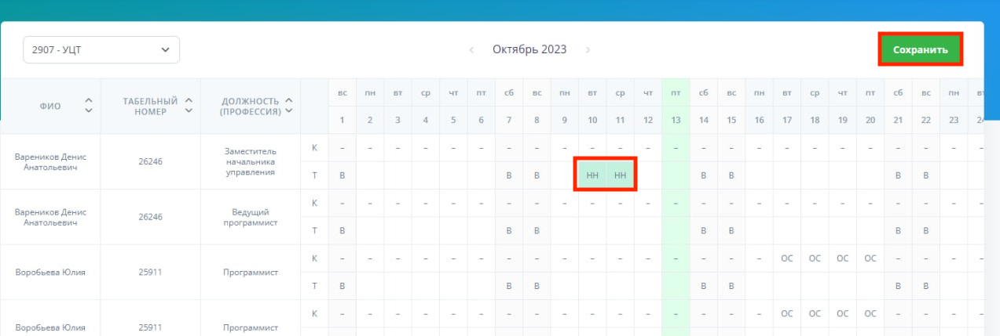 2907 - УЦТ
Октябрь 2023
Сохранить
ФИО ТАБЕЛЬНЫЙ НОМЕР ДОЛЖНОСТЬ (ПРОФЕССИЯ)
вс пн вт ср чт пт сб вс пн вт ср чт пт сб вс пн вт ср чт пт сб вс пн
1 2 3 4 5 6 7 8 9 10 11 12 13 14 15 16 17 18 19 20 21 22 23
Вареников Денис
Анатольевич
26246
Заместитель
начальника
управления
К – – – – – – – – – – – – – – – – – – – – – – – –
Т В В В НН НН В В В В
Вареников Денис
Анатольевич
26246
Ведущий
программист
К – – – – – – – – – – – – – – – – – – – – – – – –
Т В В В В В В В
Воробьева Юлия
25911
Программист
К – – – – – – – – – – – – – – – – ОС ОС ОС ОС – – – –
Т В В В В В В В
Воробьева Юлия
25911
Программист
К – – – – – – – – – – – – – – – – ОС ОС ОС ОС – – – –